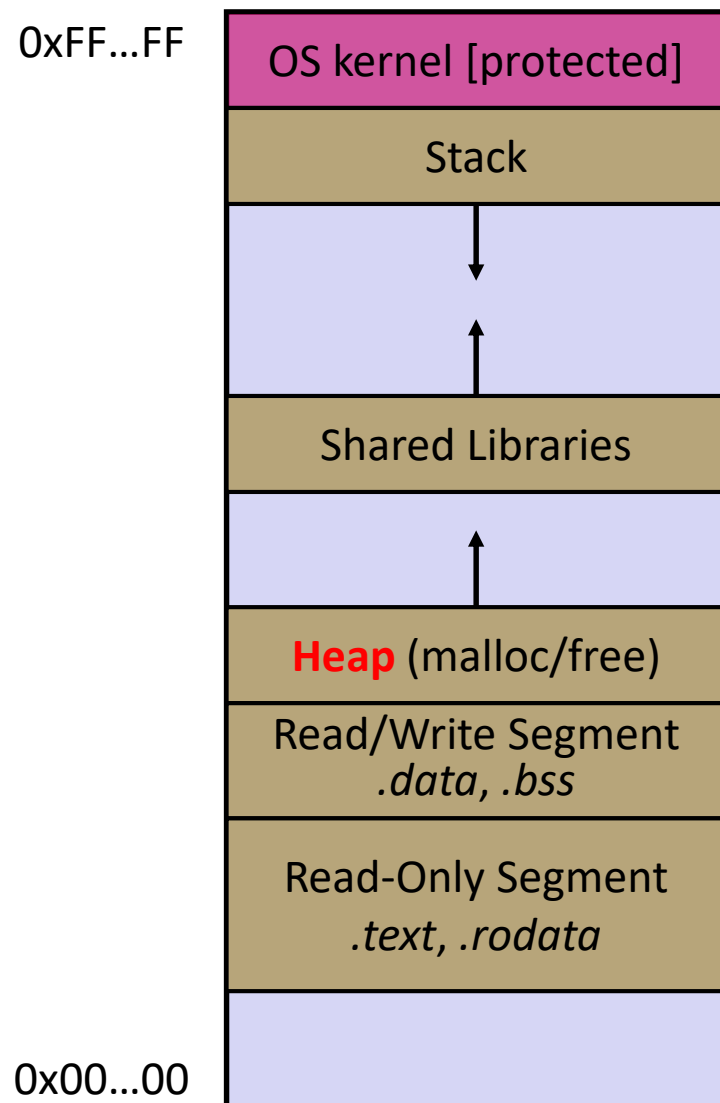 0xFF…FF
OS kernel [protected]
Stack
Shared Libraries
Heap (malloc/free)
Read/Write Segment
.data, .bss
Read-Only Segment
.text, .rodata
0x00…00